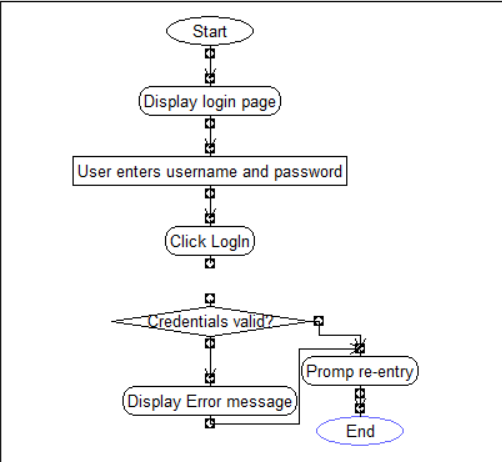 Start
Display login page
User enters username and password
Click LogIn
Credentials valid?
Promp re-entry
Display Error message
End